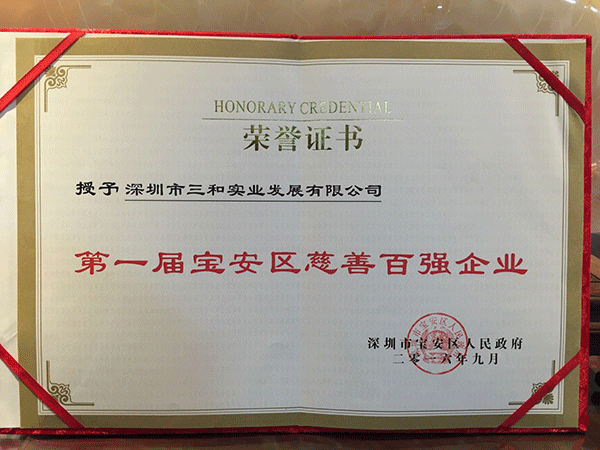 HONORARY CREDENTIAL
荣誉证书
授予 深圳市三和实业发展有限公司
第一届宝安区慈善百强企业
深圳市宝安区人民政府
二〇一六年九月